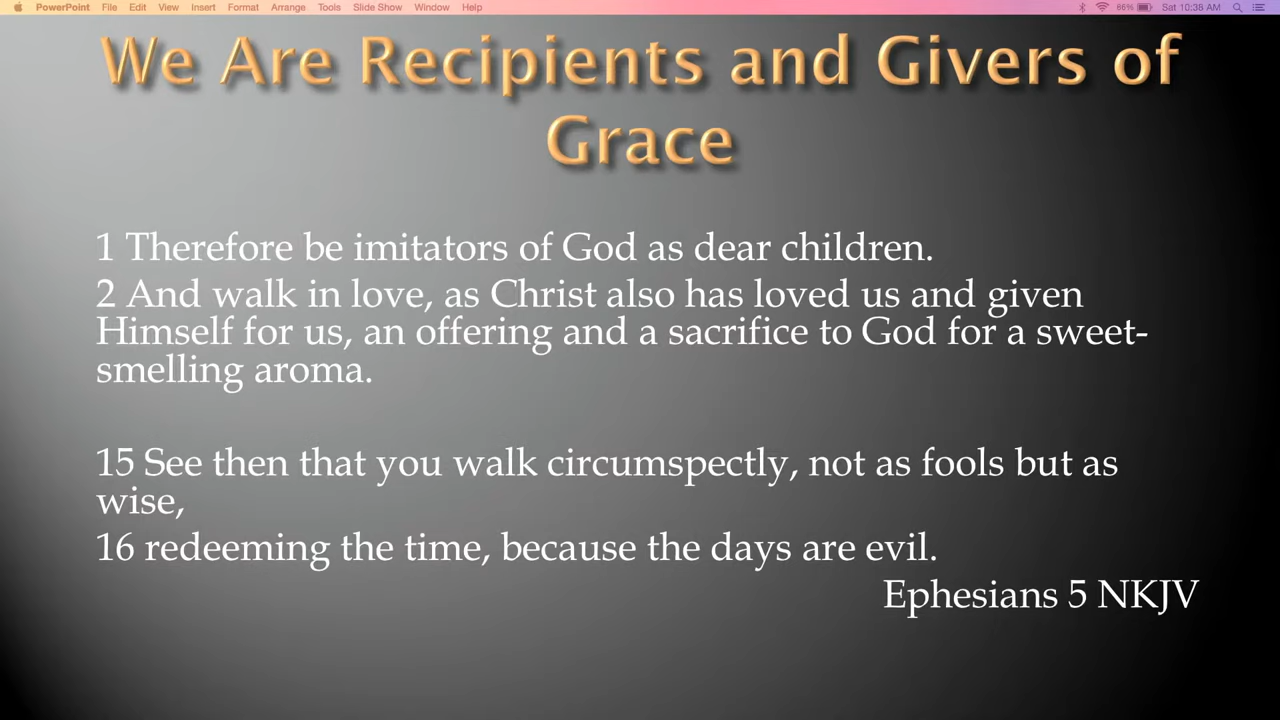 PowerPoint File Edit View Insert Format Arrange Tools Slide Show Window Help 86% Sat 10:38 AM
We Are Recipients and Givers of
Grace
1 Therefore be imitators of God as dear children.
2 And walk in love, as Christ also has loved us and given
Himself for us, an offering and a sacrifice to God for a sweet-
smelling aroma.
15 See then that you walk circumspectly, not as fools but as
wise,
16 redeeming the time, because the days are evil.
Ephesians 5 NKJV